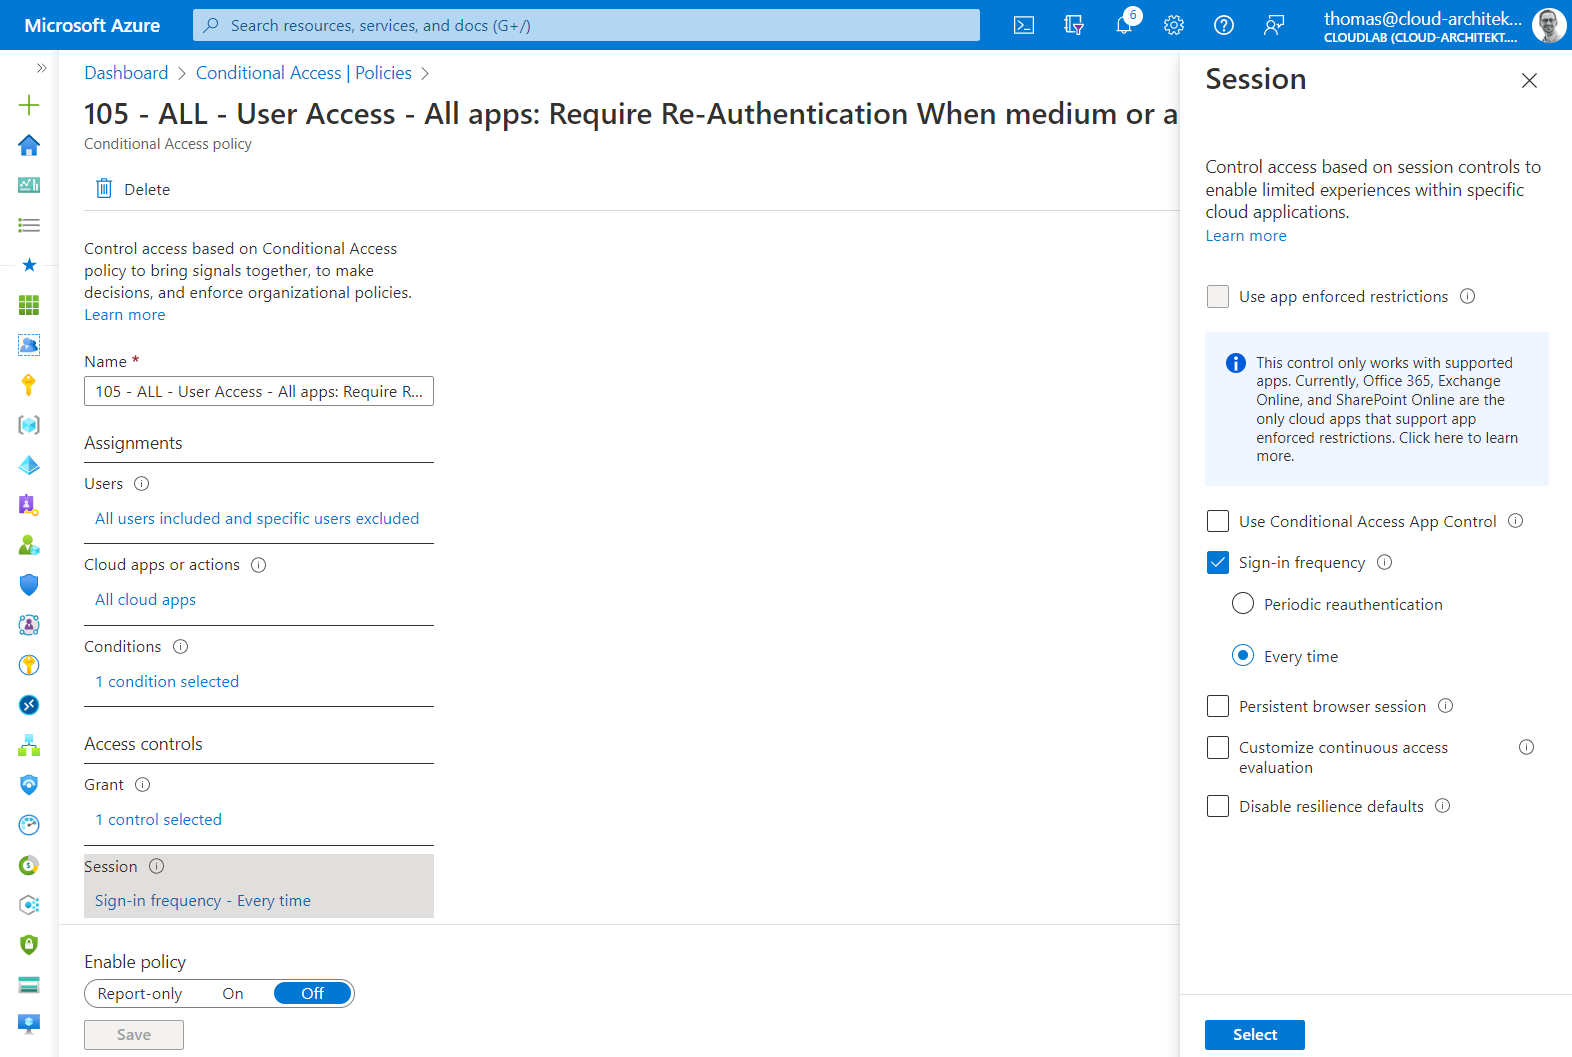 Microsoft Azure
Search resources, services, and docs (G+/)
6
thomas@cloud-architek...
CLOUDLAB (CLOUD-ARCHITEKT....
Dashboard > Conditional Access | Policies >
105 - ALL - User Access - All apps: Require Re-Authentication When medium or a
Conditional Access policy
Delete
Control access based on Conditional Access
policy to bring signals together, to make
decisions, and enforce organizational policies.
Learn more
Name *
105 - ALL - User Access - All apps: Require R...
Assignments
Users
All users included and specific users excluded
Cloud apps or actions
All cloud apps
Conditions
1 condition selected
Access controls
Grant
1 control selected
Session
Sign-in frequency - Every time
Enable policy
Report-only On Off
Save
Session
Control access based on session controls to
enable limited experiences within specific
cloud applications.
Learn more
Use app enforced restrictions
This control only works with supported
apps. Currently, Office 365, Exchange
Online, and SharePoint Online are the
only cloud apps that support app
enforced restrictions. Click here to learn
more.
Use Conditional Access App Control
Sign-in frequency
Periodic reauthentication
Every time
Persistent browser session
Customize continuous access
evaluation
Disable resilience defaults
Select